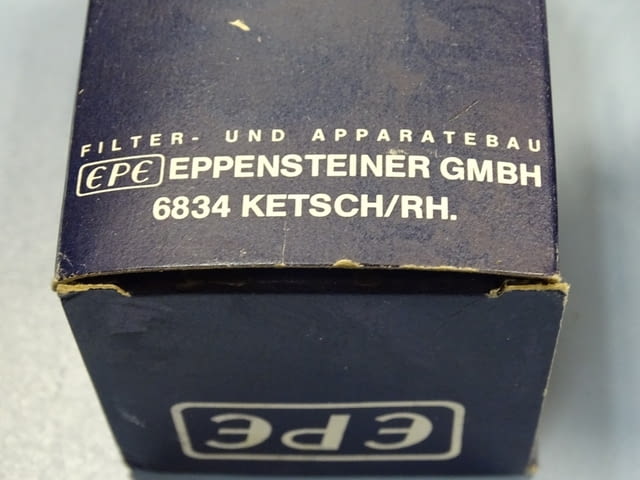 FILTER- UND APPARATEBAU
EPE EPPENSTEINER GMBH
6834 KETSCH/RH.
EPE